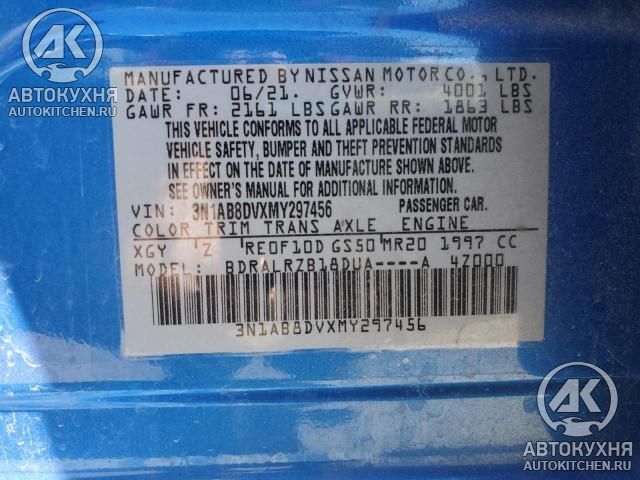 АВТОКУХНЯ
AUTOKITCHEN.RU
MANUFACTURED BY NISSAN MOTOR CO., LTD.
DATE: 06/21. GVWR: 4001 LBS
GAWR FR: 2161 LBS GAWR RR: 1863 LBS
THIS VEHICLE CONFORMS TO ALL APPLICABLE FEDERAL MOTOR
VEHICLE SAFETY, BUMPER AND THEFT PREVENTION STANDARDS
IN EFFECT ON THE DATE OF MANUFACTURE SHOWN ABOVE.
SEE OWNER'S MANUAL FOR ADDITIONAL INFORMATION.
VIN: 3N1AB8DVXMY297456 PASSENGER CAR.
COLOR TRIM TRANS AXLE ENGINE
XGY Z RE0F10D GS50 MR20 1997 CC
MODEL: BDRALRZB18DUA----A 4Z000
3N1AB8DVXMY297456
AK
АВТОКУХНЯ
AUTOKITCHEN.RU